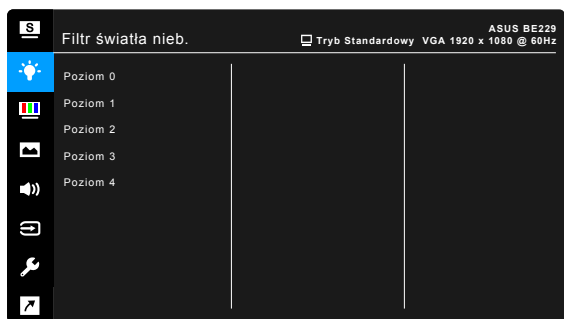 S
ASUS BE229
Filtr światła nieb.
Tryb Standardowy VGA 1920 x 1080 @ 60Hz
Poziom 0
Poziom 1
Poziom 2
Poziom 3
Poziom 4